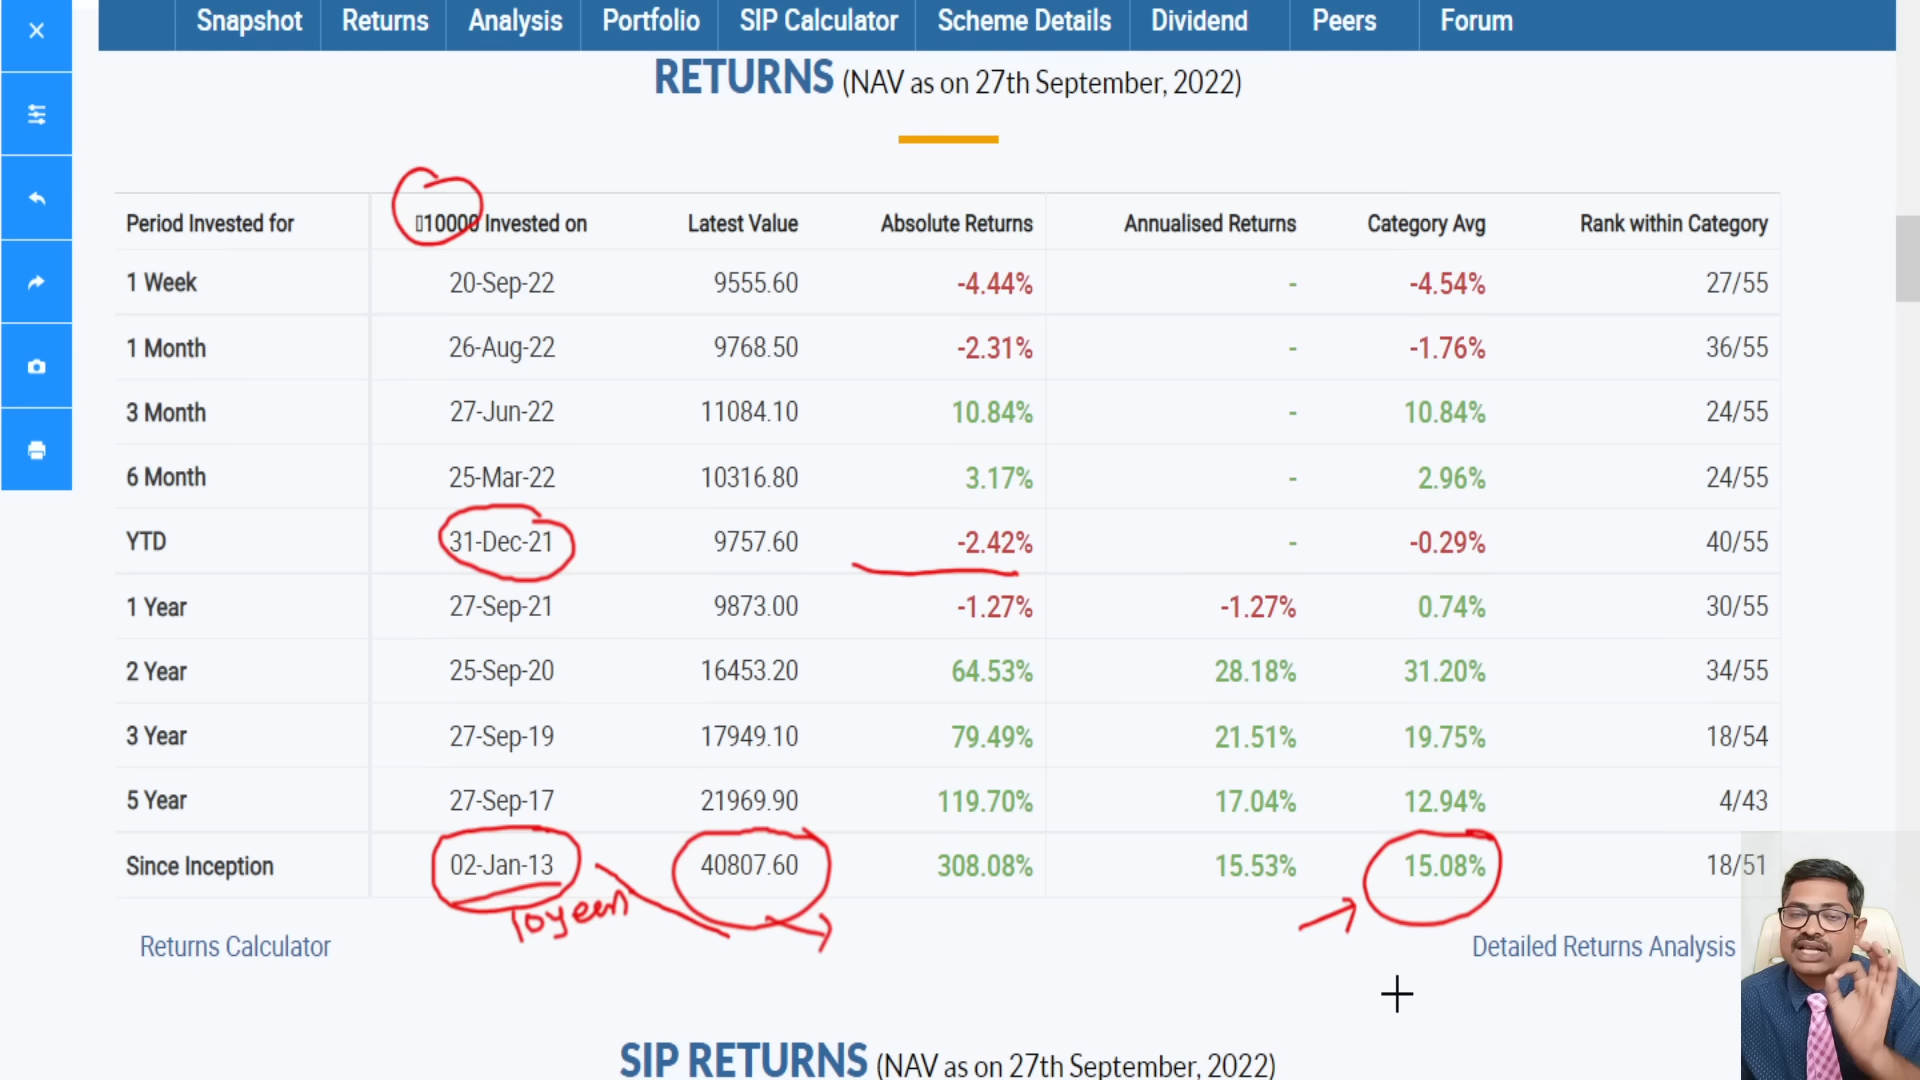 Snapshot Returns Analysis Portfolio SIP Calculator Scheme Details Dividend Peers Forum
RETURNS (NAV as on 27th September, 2022)
Period Invested for 10000 Invested on Latest Value Absolute Returns Annualised Returns Category Avg Rank within Category
1 Week 20-Sep-22 9555.60 -4.44% - -4.54% 27/55
1 Month 26-Aug-22 9768.50 -2.31% - -1.76% 36/55
3 Month 27-Jun-22 11084.10 10.84% - 10.84% 24/55
6 Month 25-Mar-22 10316.80 3.17% - 2.96% 24/55
YTD 31-Dec-21 9757.60 -2.42% - -0.29% 40/55
1 Year 27-Sep-21 9873.00 -1.27% -1.27% 0.74% 30/55
2 Year 25-Sep-20 16453.20 64.53% 28.18% 31.20% 34/55
3 Year 27-Sep-19 17949.10 79.49% 21.51% 19.75% 18/54
5 Year 27-Sep-17 21969.90 119.70% 17.04% 12.94% 4/43
Since Inception 02-Jan-13 40807.60 308.08% 15.53% 15.08% 18/51
10
Returns Calculator Detailed Returns Analysis
SIP RETURNS (NAV as on 27th September, 2022)